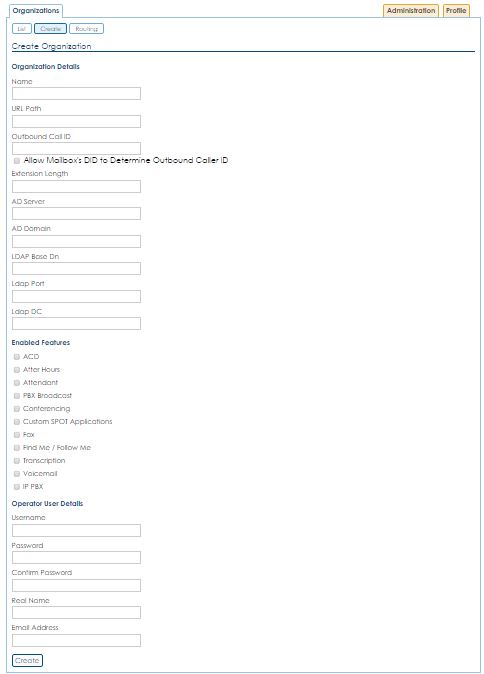 Organizations Administration Profile
List Create Routing
Create Organization
Organization Details
Name
URL Path
Outbound Call ID
Allow Mailbox's DID to Determine Outbound Caller ID
Extension Length
AD Server
AD Domain
LDAP Base Dn
Ldap Port
Ldap DC
Enabled Features
ACD
After Hours
Attendant
PBX Broadcast
Conferencing
Custom SPOT Applications
Fax
Find Me / Follow Me
Transcription
Voicemail
IP PBX
Operator User Details
Username
Password
Confirm Password
Real Name
Email Address
Create